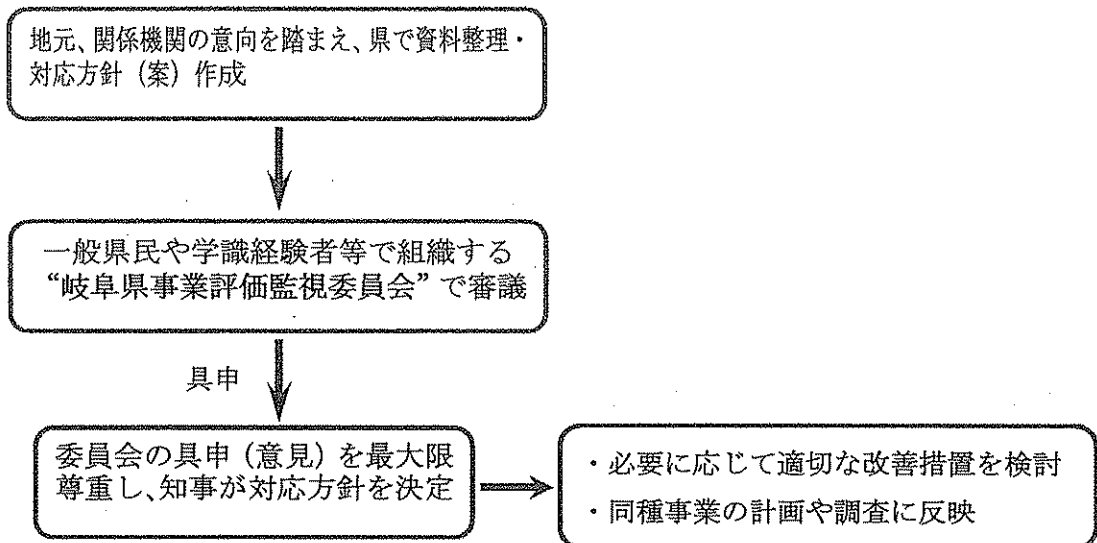 地元、関係機関の意向を踏まえ、県で資料整理・
対応方針（案）作成
一般県民や学識経験者等で組織する
“岐阜県事業評価監視委員会”で審議
具申
委員会の具申（意見）を最大限
尊重し、知事が対応方針を決定
・必要に応じて適切な改善措置を検討
・同種事業の計画や調査に反映